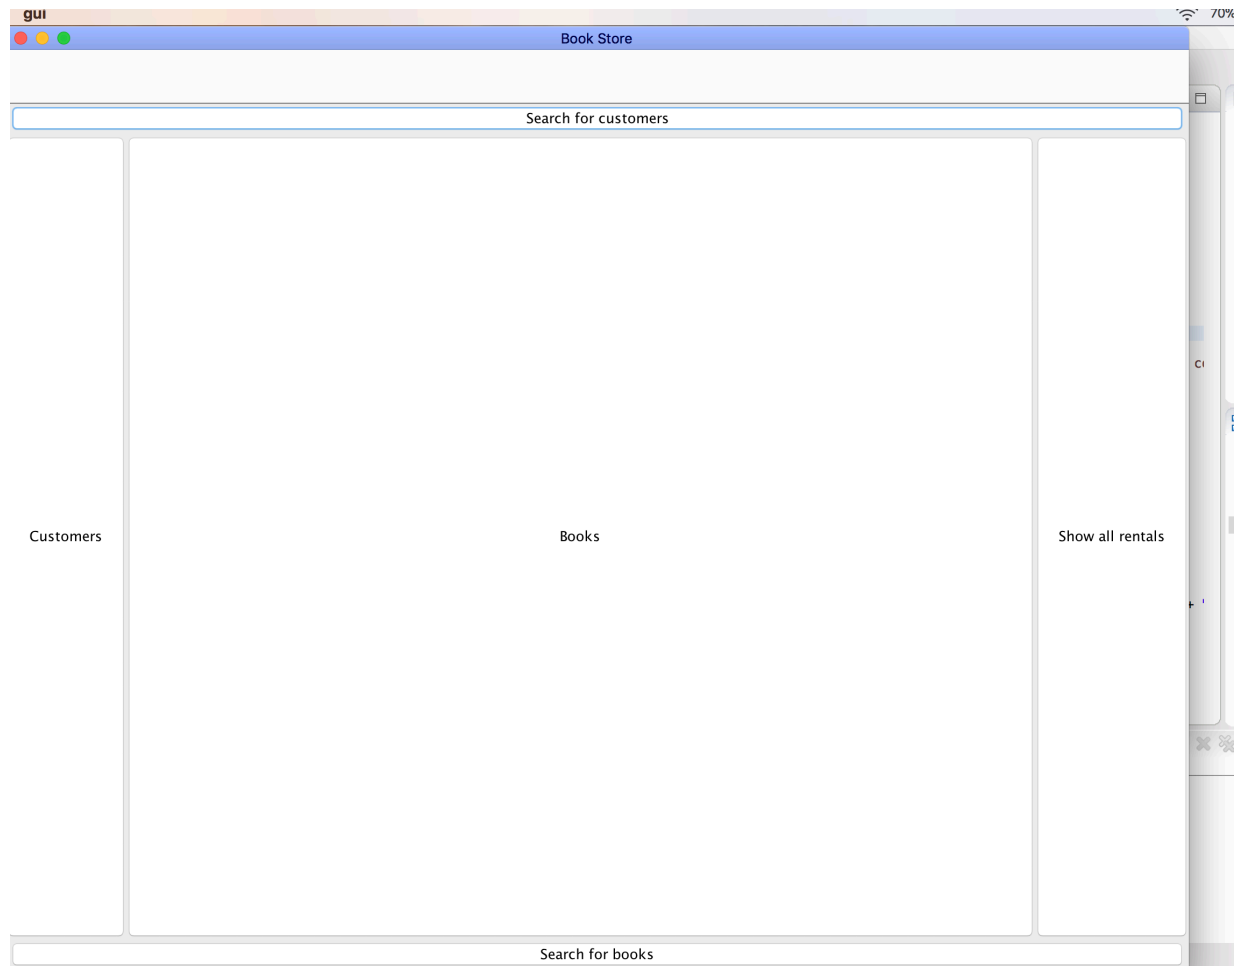 gui
70%
Book Store
Search for customers
Customers
Books
Show all rentals
Search for books